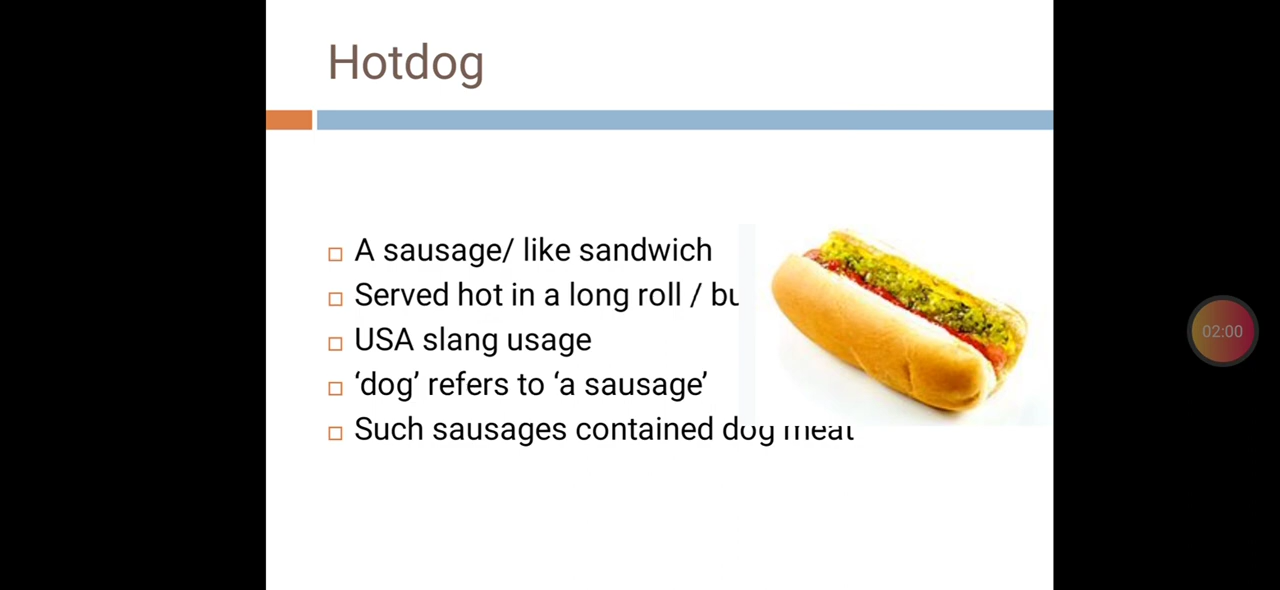 Hotdog
A sausage/ like sandwich
Served hot in a long roll /
USA slang usage
‘dog’ refers to ‘a sausage’
Such sausages contained dog meat
02:00